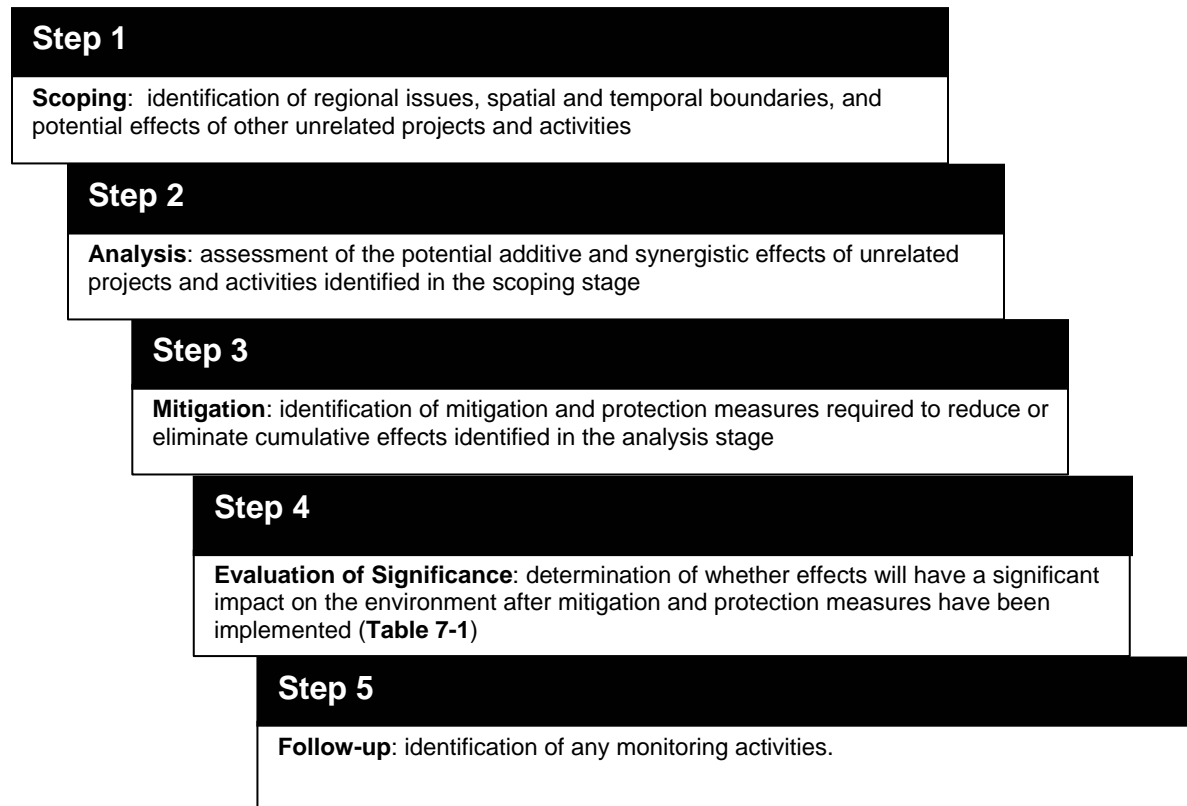 Step 1
Scoping: identification of regional issues, spatial and temporal boundaries, and
potential effects of other unrelated projects and activities
Step 2
Analysis: assessment of the potential additive and synergistic effects of unrelated
projects and activities identified in the scoping stage
Step 3
Mitigation: identification of mitigation and protection measures required to reduce or
eliminate cumulative effects identified in the analysis stage
Step 4
Evaluation of Significance: determination of whether effects will have a significant
impact on the environment after mitigation and protection measures have been
implemented (Table 7-1)
Step 5
Follow-up: identification of any monitoring activities.